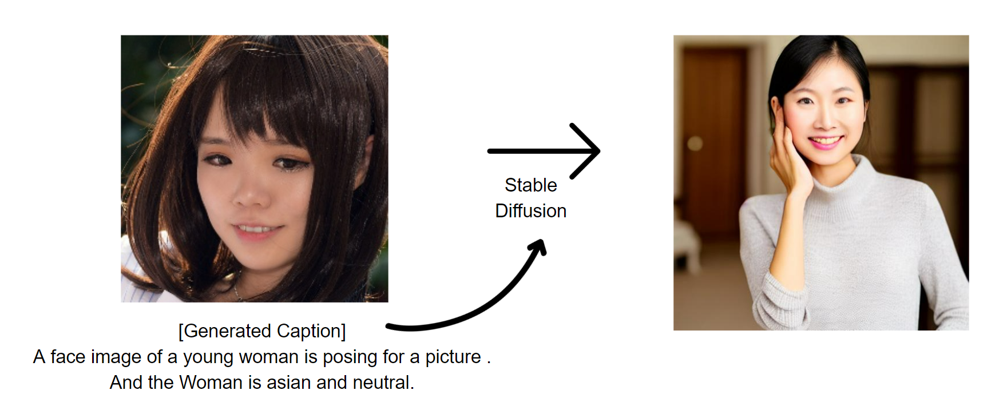 Stable
Diffusion
[Generated Caption]
A face image of a young woman is posing for a picture .
And the Woman is asian and neutral.